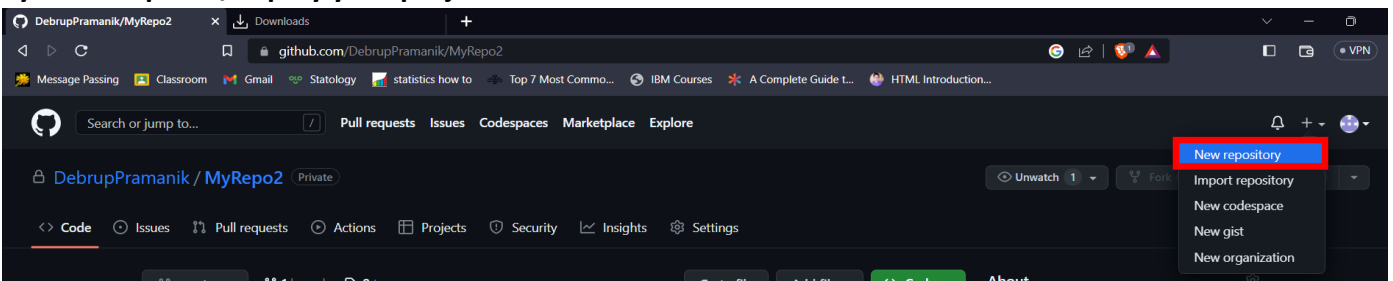 DebrupPramanik/MyRepo2 × Downloads +
github.com/DebrupPramanik/MyRepo2 VPN
Message Passing Classroom Gmail Statology statistics how to Top 7 Most Commo... IBM Courses A Complete Guide t... HTML Introduction...
Search or jump to... / Pull requests Issues Codespaces Marketplace Explore
New repository
DebrupPramanik / MyRepo2 Private Unwatch 1 Fork Import repository
New codespace
<> Code Issues Pull requests Actions Projects Security Insights Settings
New gist
New organization
About